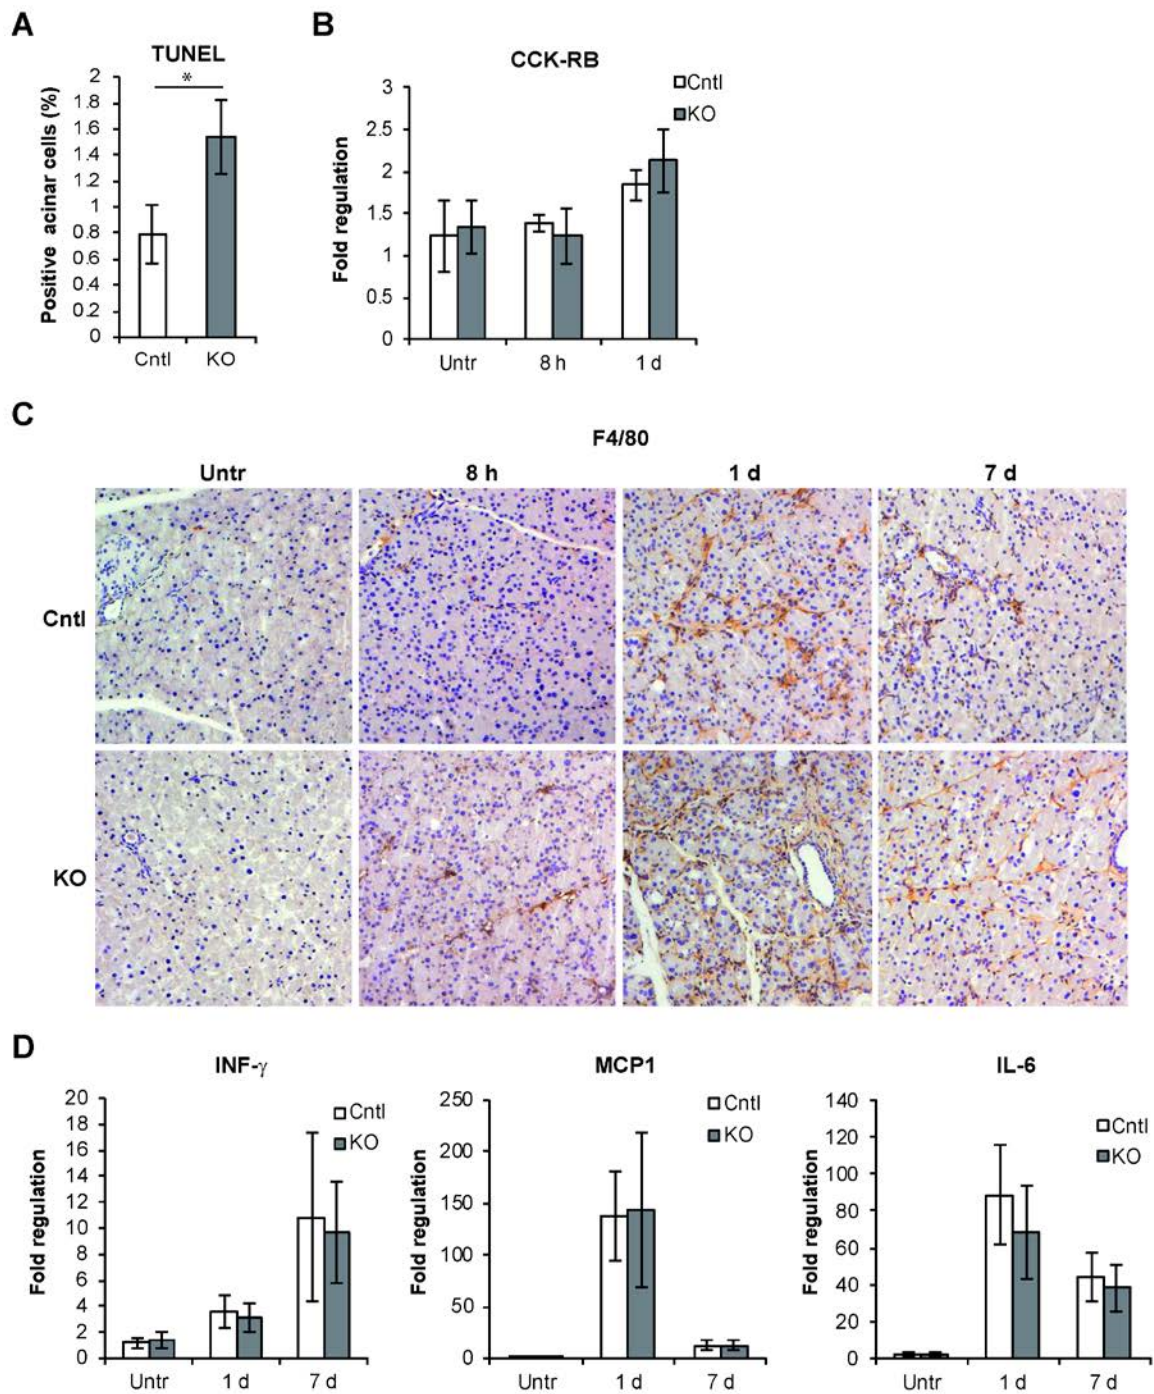 A
TUNEL
*
Positive acinar cells (%)
2
1.8
1.6
1.4
1.2
1
0.8
0.6
0.4
0.2
0
Cntl KO
B
CCK-RB
Cntl
KO
Fold regulation
3
2.5
2
1.5
1
0.5
0
Untr 8 h 1 d
C
F4/80
Untr 8 h 1 d 7 d
Cntl
KO
D
INF-γ
Cntl
KO
Fold regulation
20
18
16
14
12
10
8
6
4
2
0
Untr 1 d 7 d
MCP1
Cntl
KO
Fold regulation
250
200
150
100
50
0
Untr 1 d 7 d
IL-6
Cntl
KO
Fold regulation
140
120
100
80
60
40
20
0
Untr 1 d 7 d